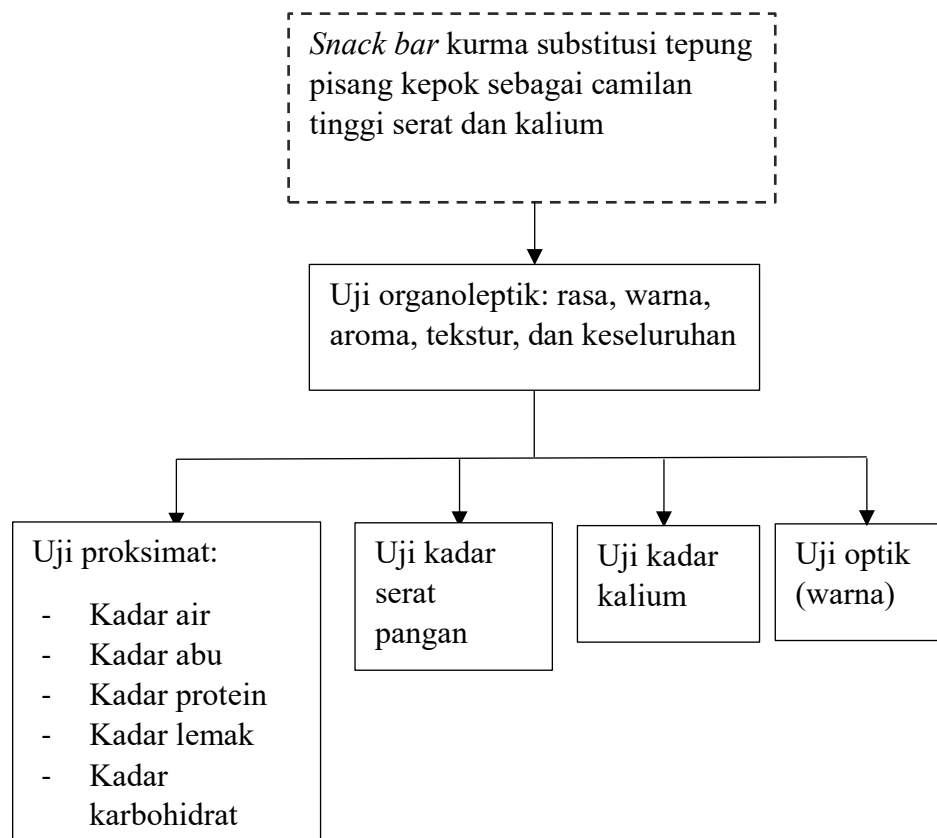 Snack bar kurma substitusi tepung
pisang kepok sebagai camilan
tinggi serat dan kalium
Uji organoleptik: rasa, warna,
aroma, tekstur, dan keseluruhan
Uji proksimat:
- Kadar air
- Kadar abu
- Kadar protein
- Kadar lemak
- Kadar
karbohidrat
Uji kadar
serat
pangan
Uji kadar
kalium
Uji optik
(warna)